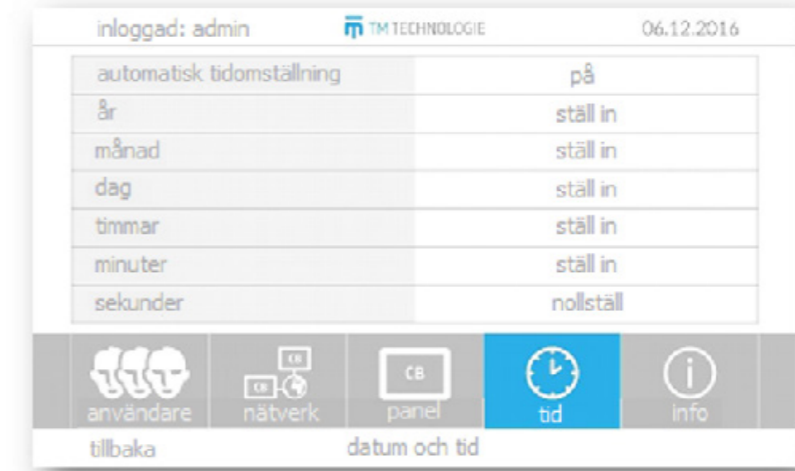 inloggad: admin TM TECHNOLOGIE 06.12.2016
automatisk tidomställning på
år ställ in
månad ställ in
dag ställ in
timmar ställ in
minuter ställ in
sekunder nollställ
CB
CB CB
användare nätverk panel tid info
tillbaka datum och tid